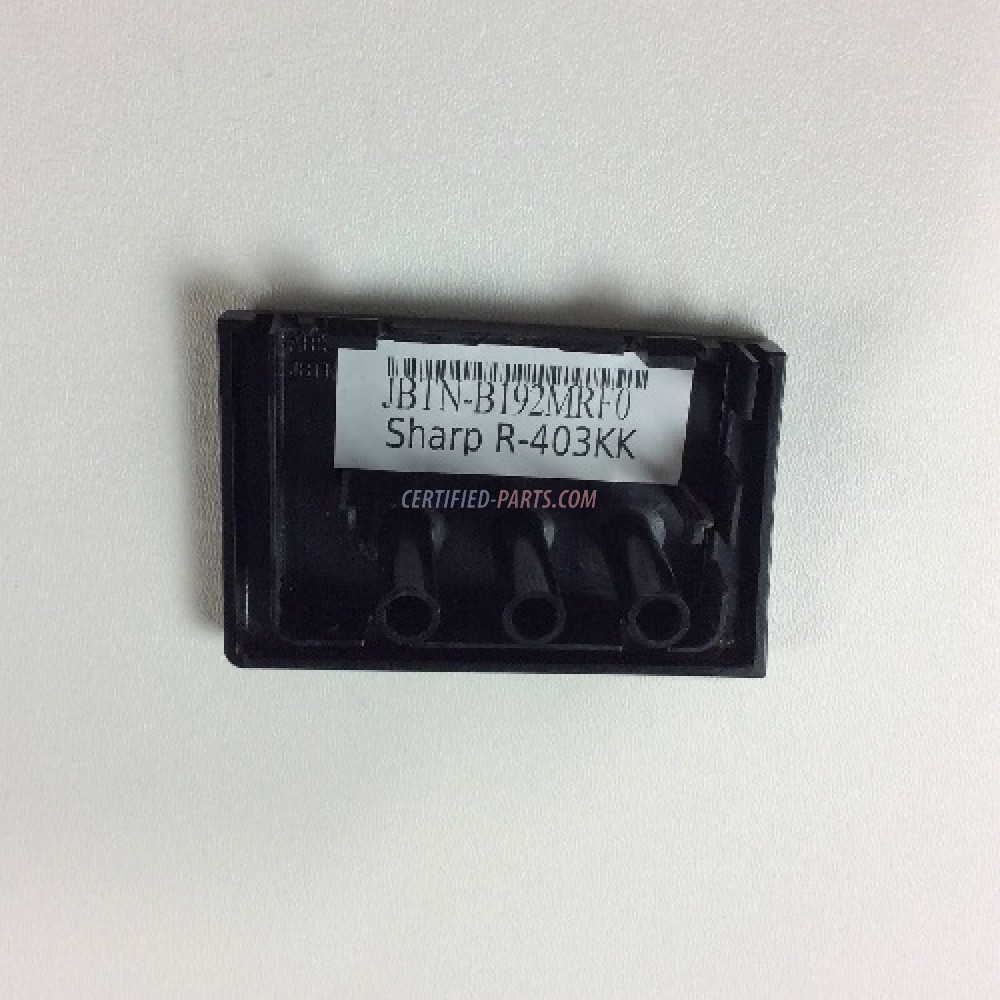 JBTN-B192MRF0
Sharp R-403KK
CERTIFIED-PARTS.COM